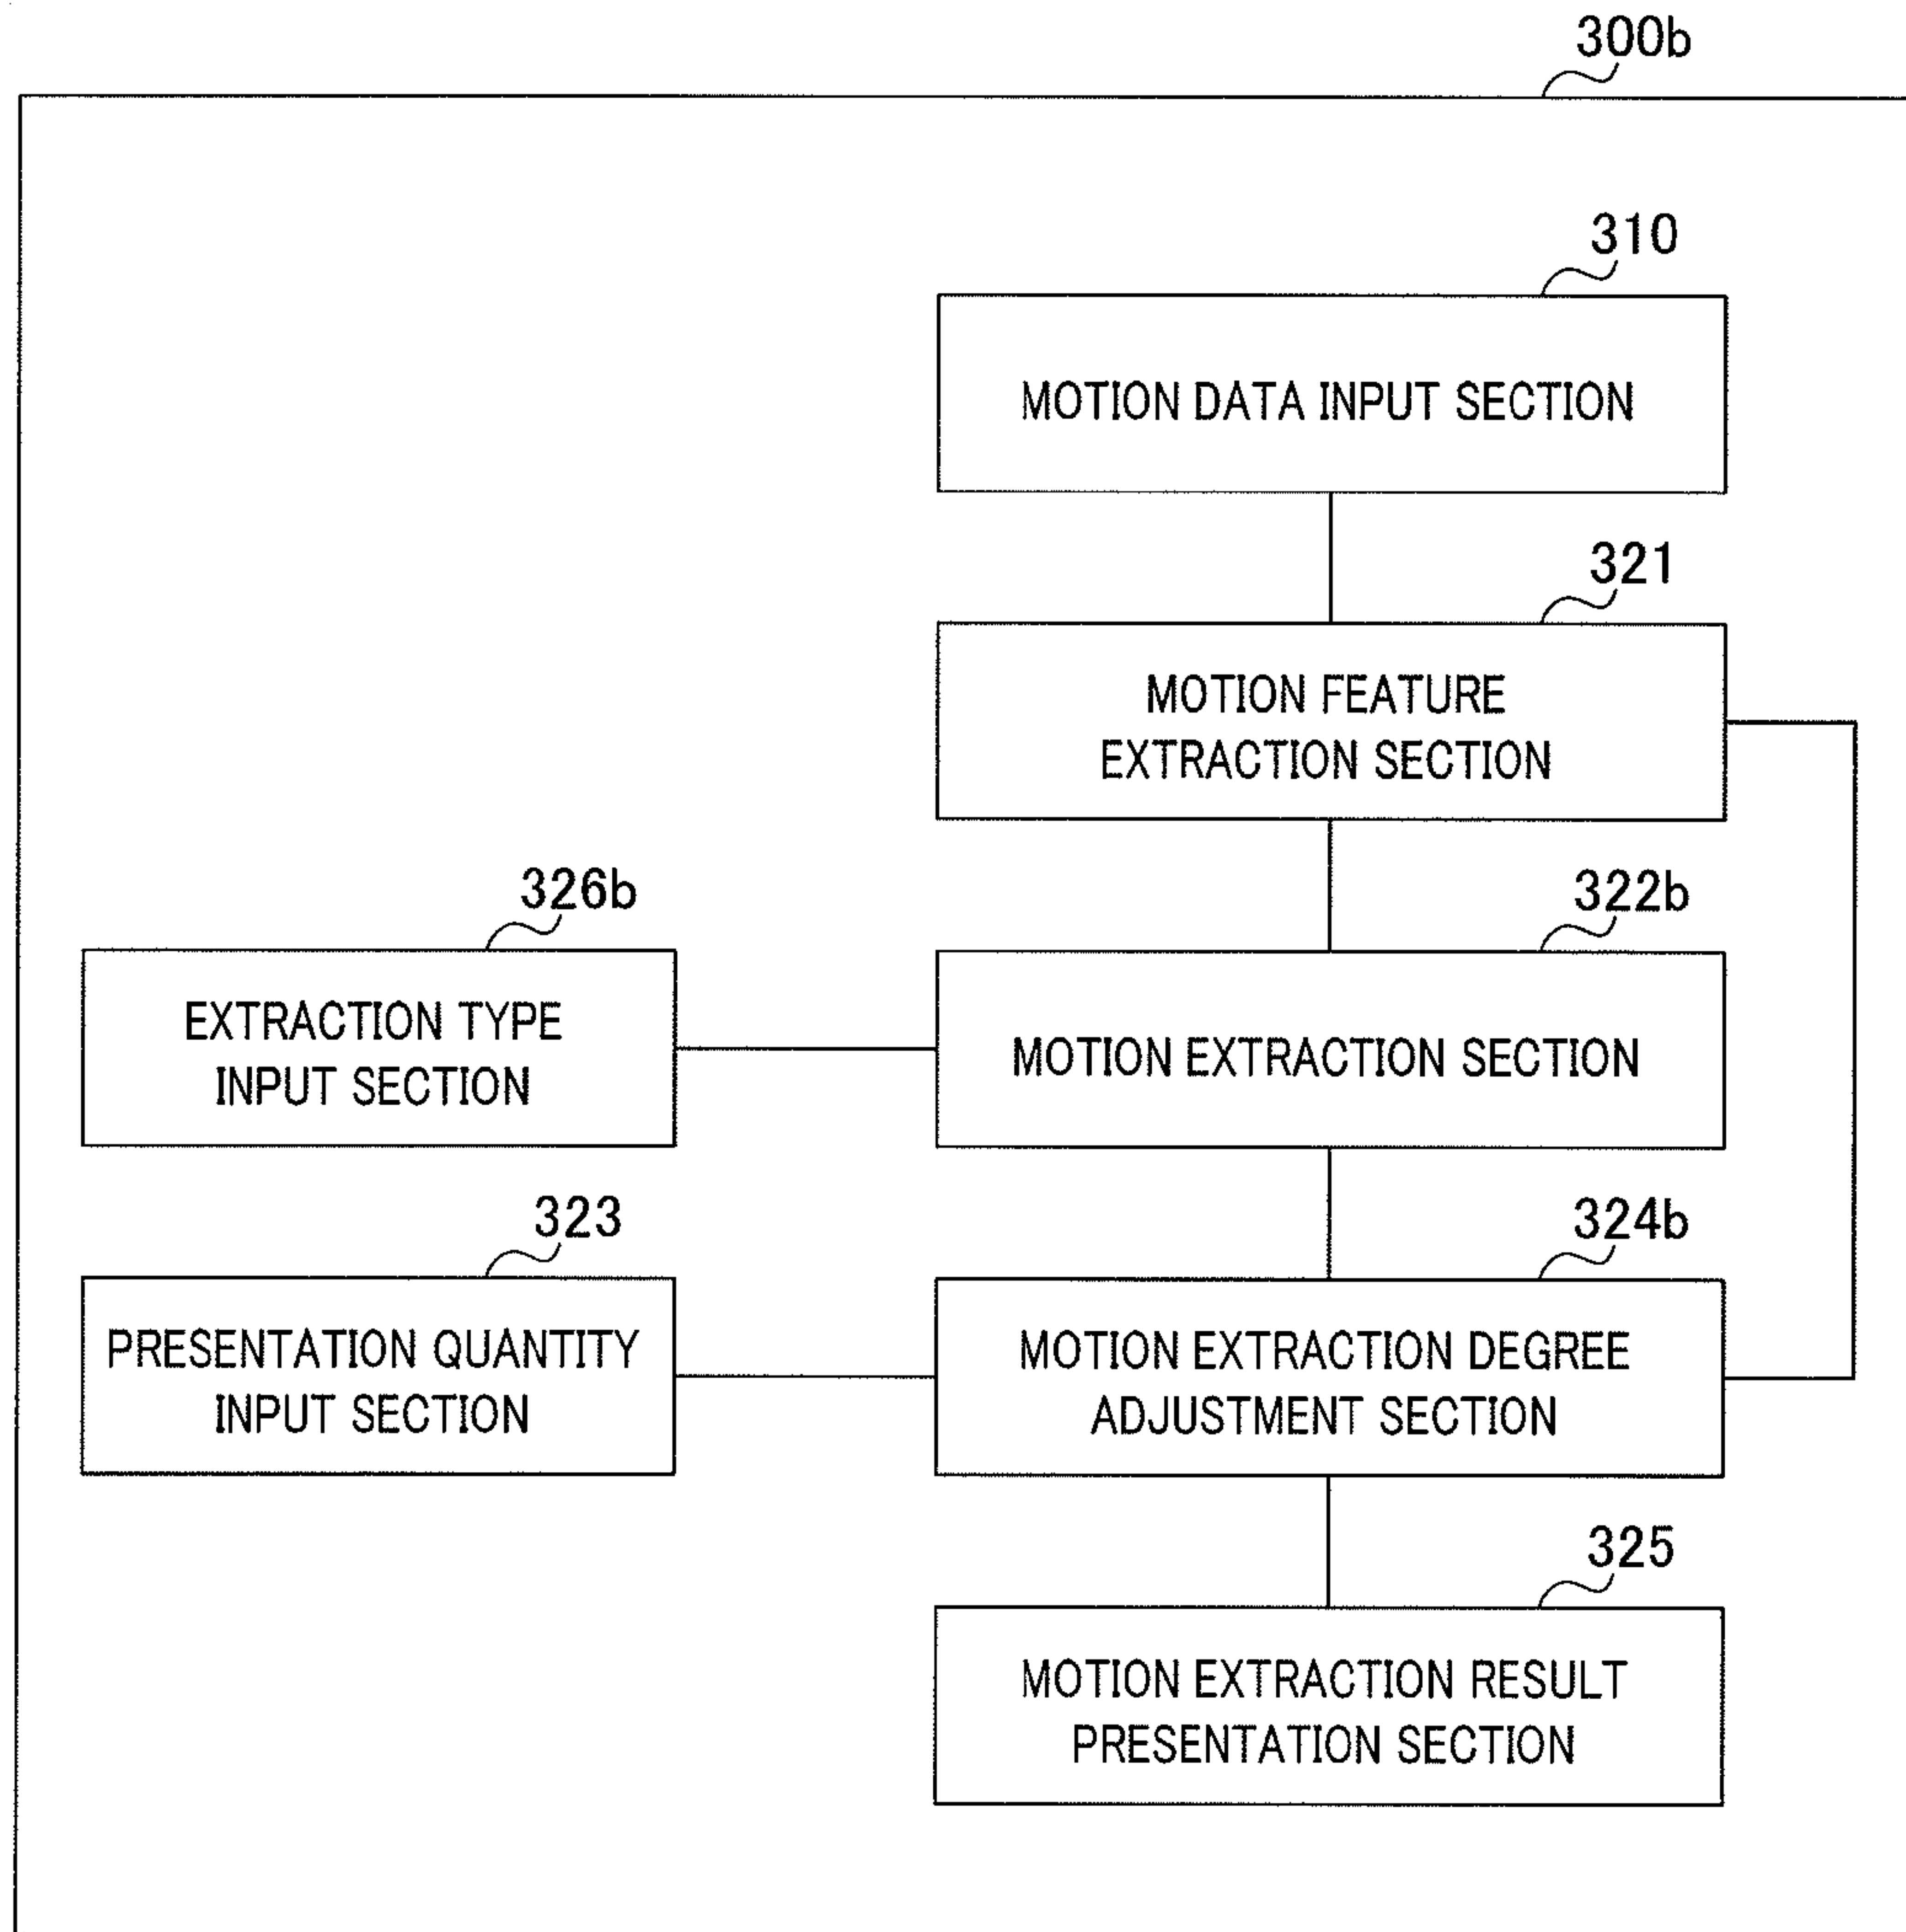 300b
310
MOTION DATA INPUT SECTION
321
MOTION FEATURE
EXTRACTION SECTION
326b
EXTRACTION TYPE
INPUT SECTION
322b
MOTION EXTRACTION SECTION
323
PRESENTATION QUANTITY
INPUT SECTION
324b
MOTION EXTRACTION DEGREE
ADJUSTMENT SECTION
325
MOTION EXTRACTION RESULT
PRESENTATION SECTION